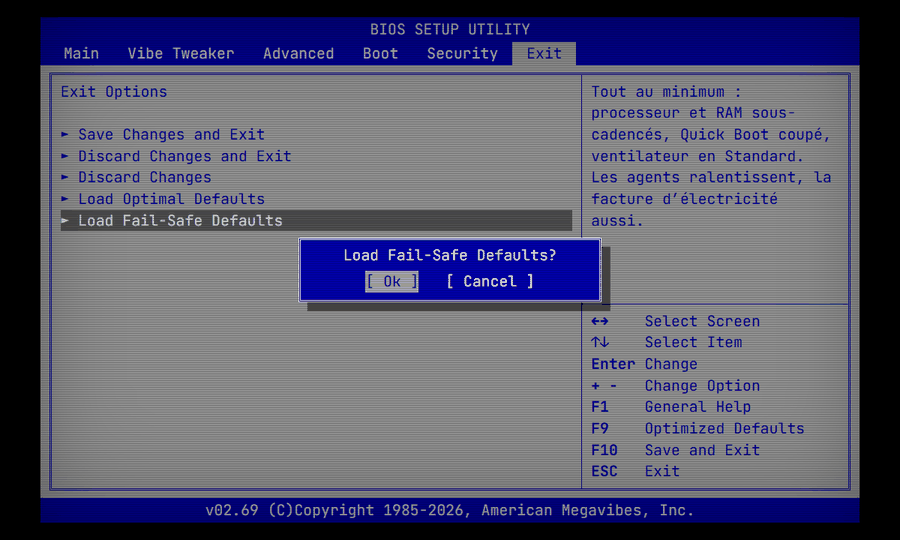 BIOS SETUP UTILITY
Main Vibe Tweaker Advanced Boot Security Exit
Exit Options
► Save Changes and Exit
► Discard Changes and Exit
► Discard Changes
► Load Optimal Defaults
► Load Fail-Safe Defaults
Load Fail-Safe Defaults?
[ Ok ] [ Cancel ]
Tout au minimum :
processeur et RAM sous-
cadencés, Quick Boot coupé,
ventilateur en Standard.
Les agents ralentissent, la
facture d’électricité
aussi.
↔ Select Screen
↑↓ Select Item
Enter Change
+ - Change Option
F1 General Help
F9 Optimized Defaults
F10 Save and Exit
ESC Exit
v02.69 (C)Copyright 1985-2026, American Megavibes, Inc.